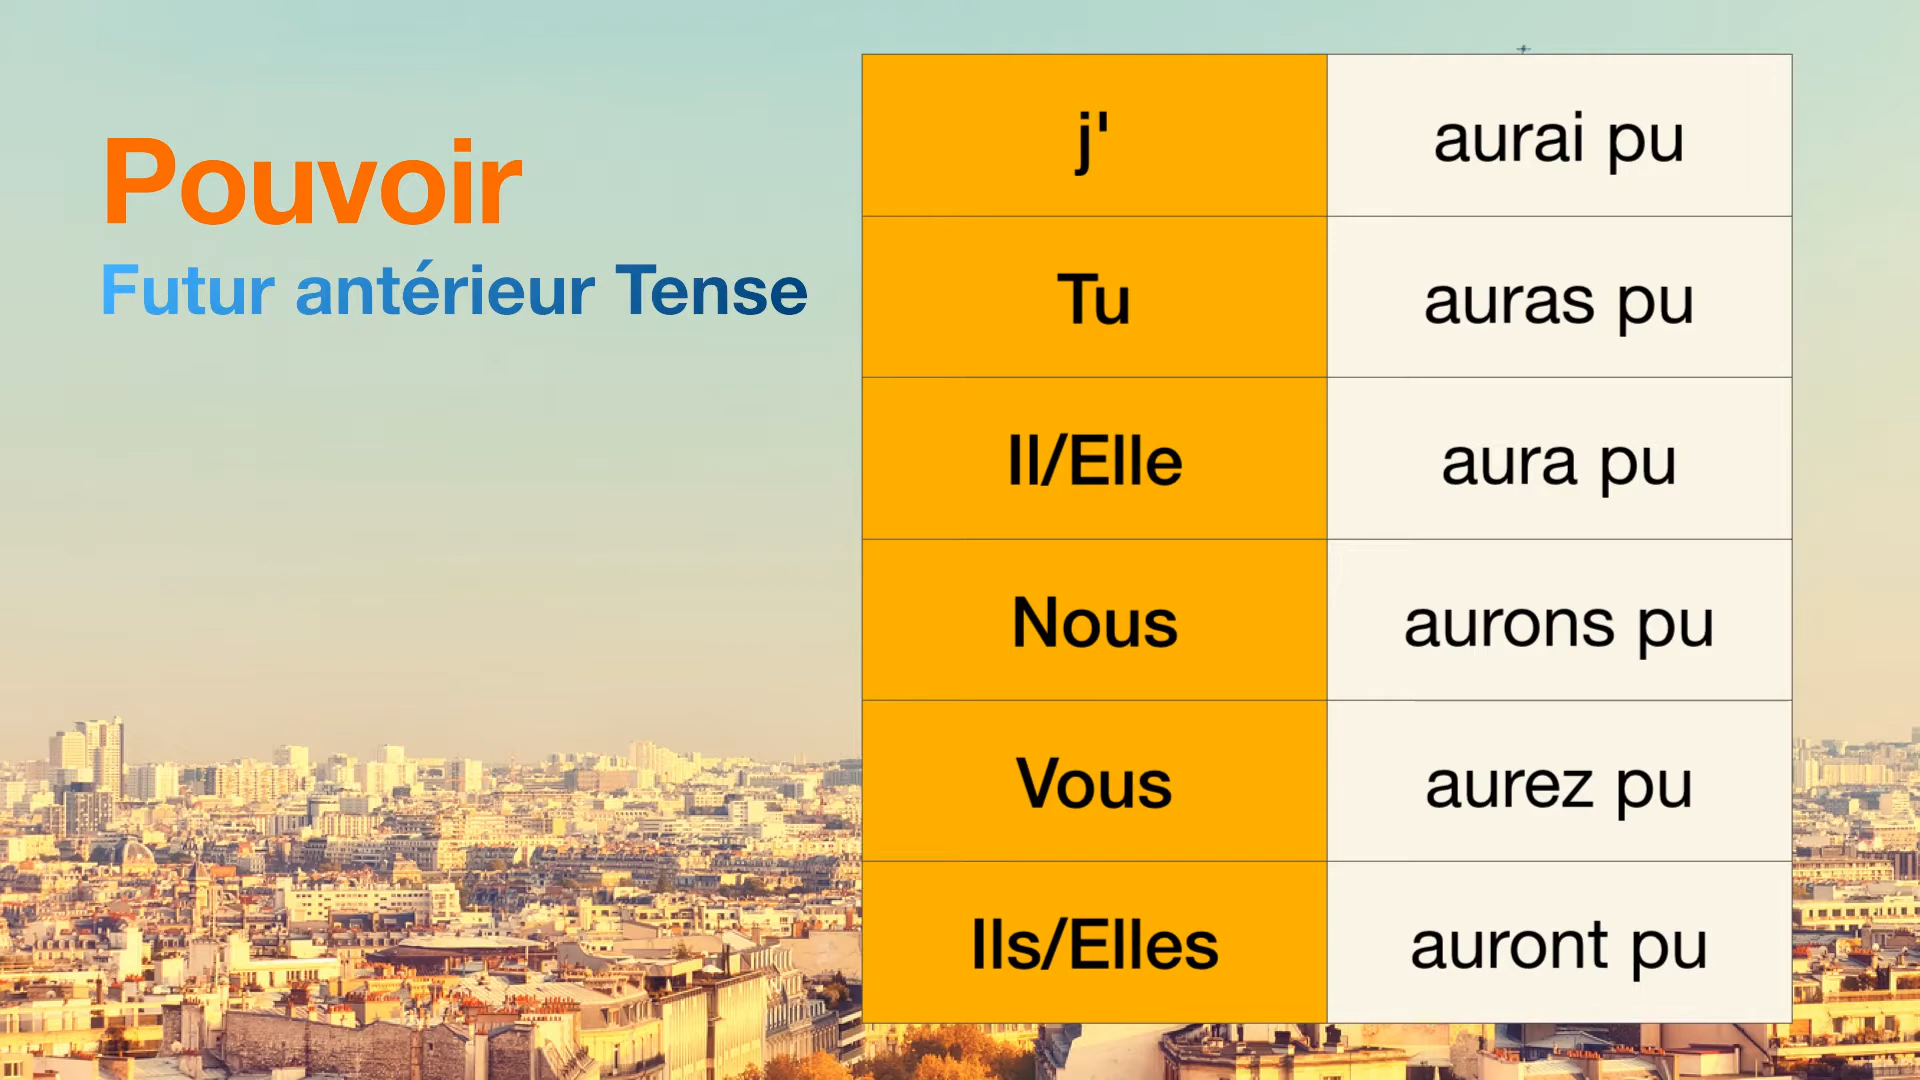 Pouvoir
Futur antérieur Tense
j' aurai pu
Tu auras pu
Il/Elle aura pu
Nous aurons pu
Vous aurez pu
Ils/Elles auront pu